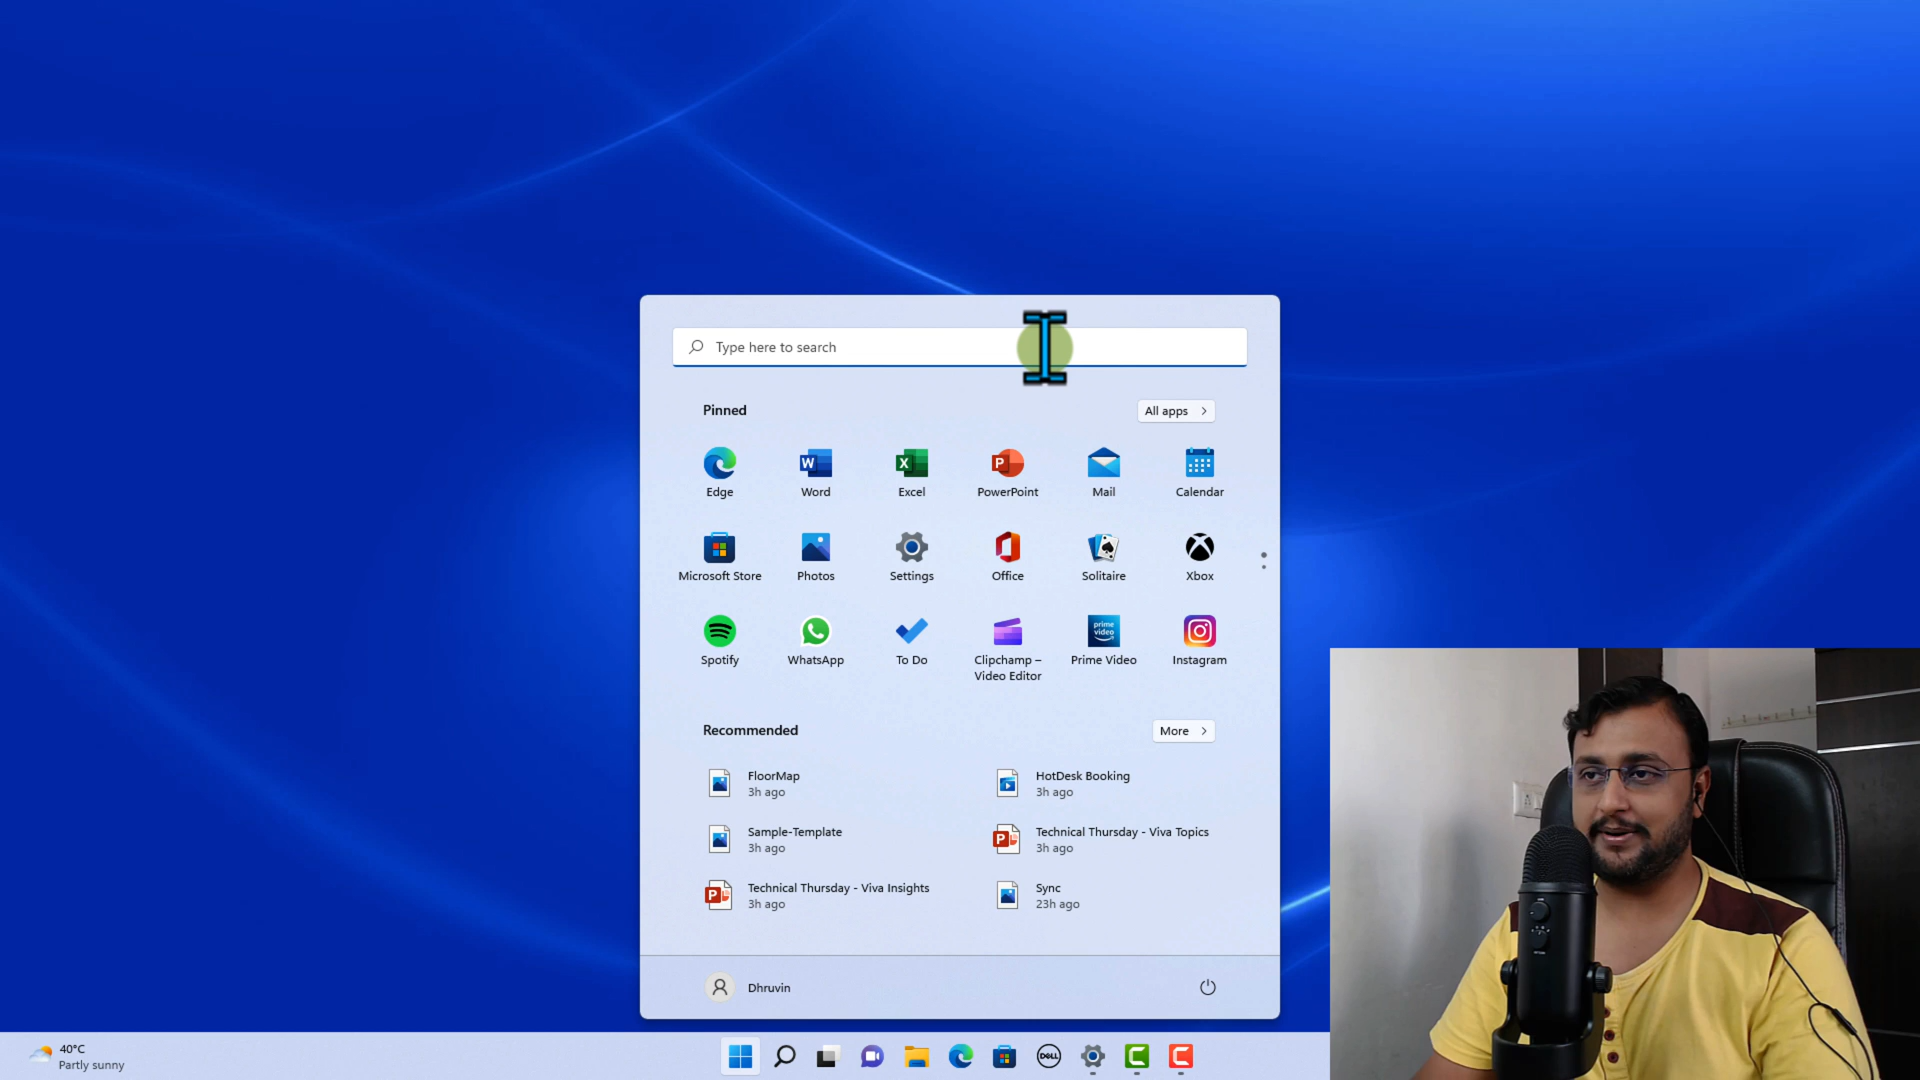 Type here to search
Pinned
All apps
Edge
Word
Excel
PowerPoint
Mail
Calendar
Microsoft Store
Photos
Settings
Office
Solitaire
Xbox
prime
video
Spotify
WhatsApp
To Do
Clipchamp –
Video Editor
Prime Video
Instagram
Recommended
More
FloorMap
3h ago
HotDesk Booking
3h ago
Sample-Template
3h ago
Technical Thursday - Viva Topics
3h ago
Technical Thursday - Viva Insights
3h ago
Sync
23h ago
Dhruvin
40°C
Partly sunny
DELL